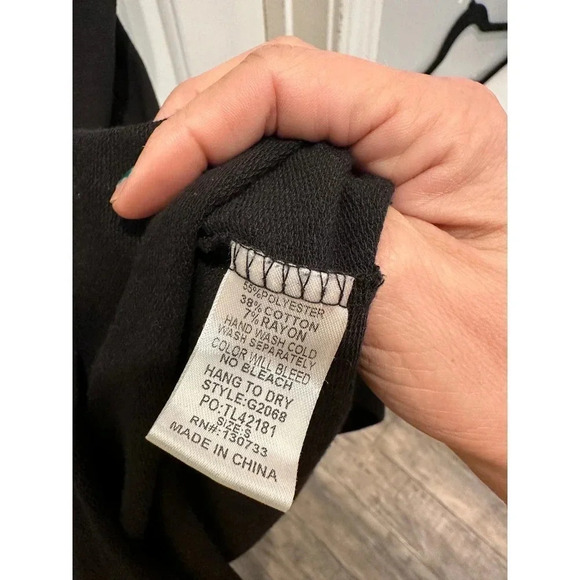 55%POLYESTER
38% COTTON
7% RAYON
HAND WASH COLD
WASH SEPARATELY
COLOR WILL BLEED
NO BLEACH
HANG TO DRY
STYLE:G2068
PO:TL42181
SIZE:S
RN#:130733
MADE IN CHINA